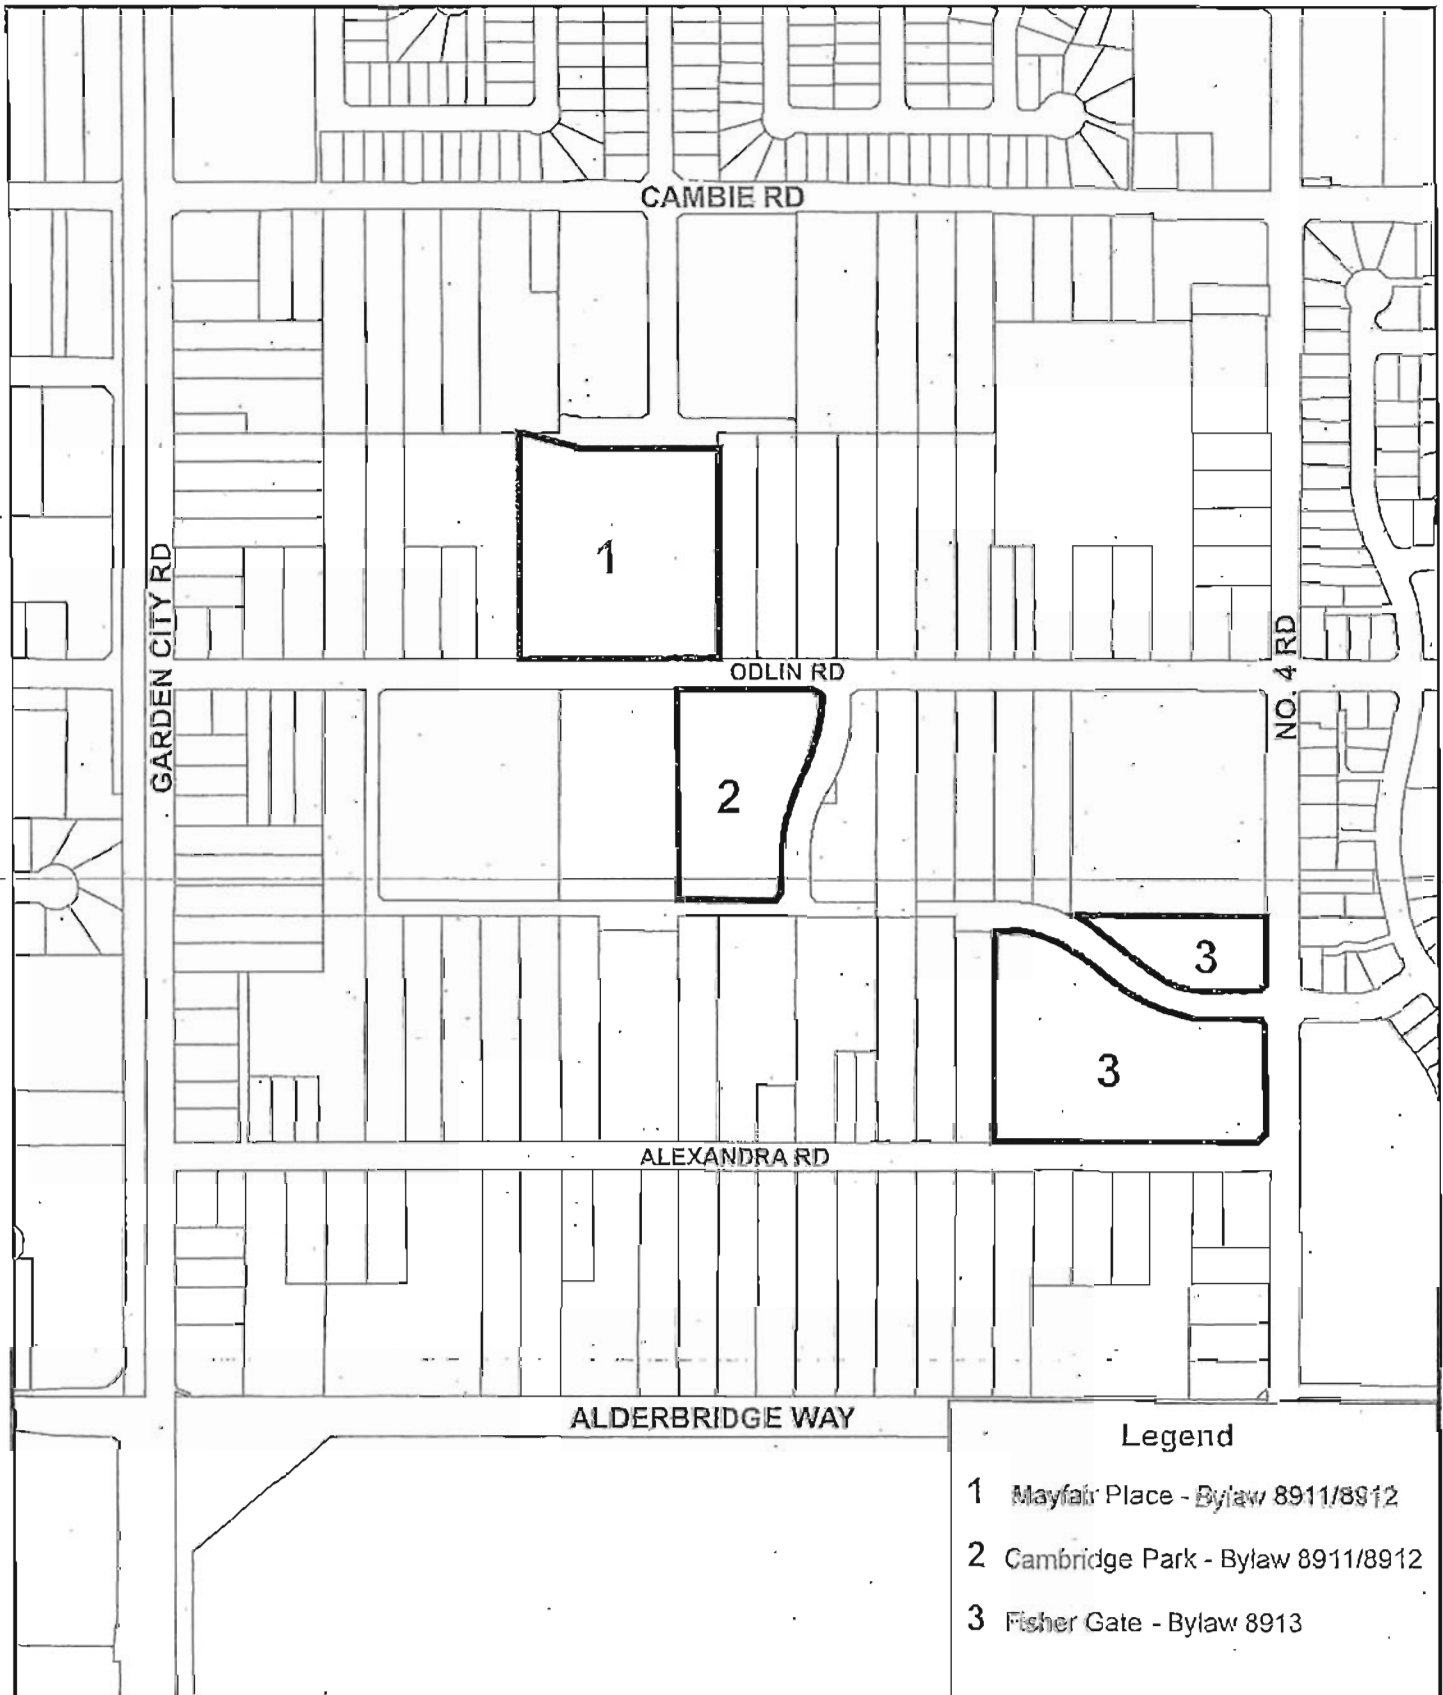 CAMBIE RD
1
GARDEN CITY RD
ODLIN RD
NO. 4 RD
2
3
3
ALEXANDRA RD
ALDERBRIDGE WAY
Legend
1 Mayfair Place - Bylaw 8911/8912
2 Cambridge Park - Bylaw 8911/8912
3 Fisher Gate - Bylaw 8913